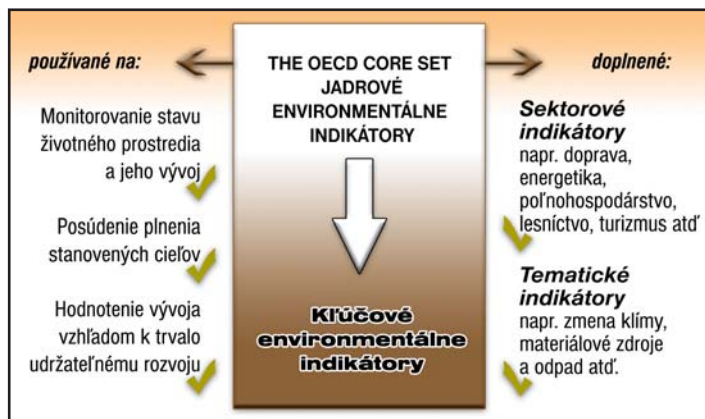 používané na:
Monitorovanie stavu
životného prostredia
a jeho vývoj
Posúdenie plnenia
stanovených cieľov
Hodnotenie vývoja
vzhľadom k trvalo
udržateľnému rozvoju
THE OECD CORE SET
JADROVÉ
ENVIRONMENTÁLNE
INDIKÁTORY
Kľúčové
environmentálne
indikátory
doplnené:
Sektorové
indikátory
napr. doprava,
energetika,
poľnohospodárstvo,
lesníctvo, turizmus atď
Tematické
indikátory
napr. zmena klímy,
materiálové zdroje
a odpad atď.